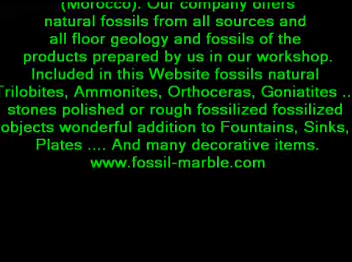 (Morocco). Our company offers
natural fossils from all sources and
all floor geology and fossils of the
products prepared by us in our workshop.
Included in this Website fossils natural
Trilobites, Ammonites, Orthoceras, Goniatites ..
stones polished or rough fossilized fossilized
objects wonderful addition to Fountains, Sinks,
Plates .... And many decorative items.
www.fossil-marble.com